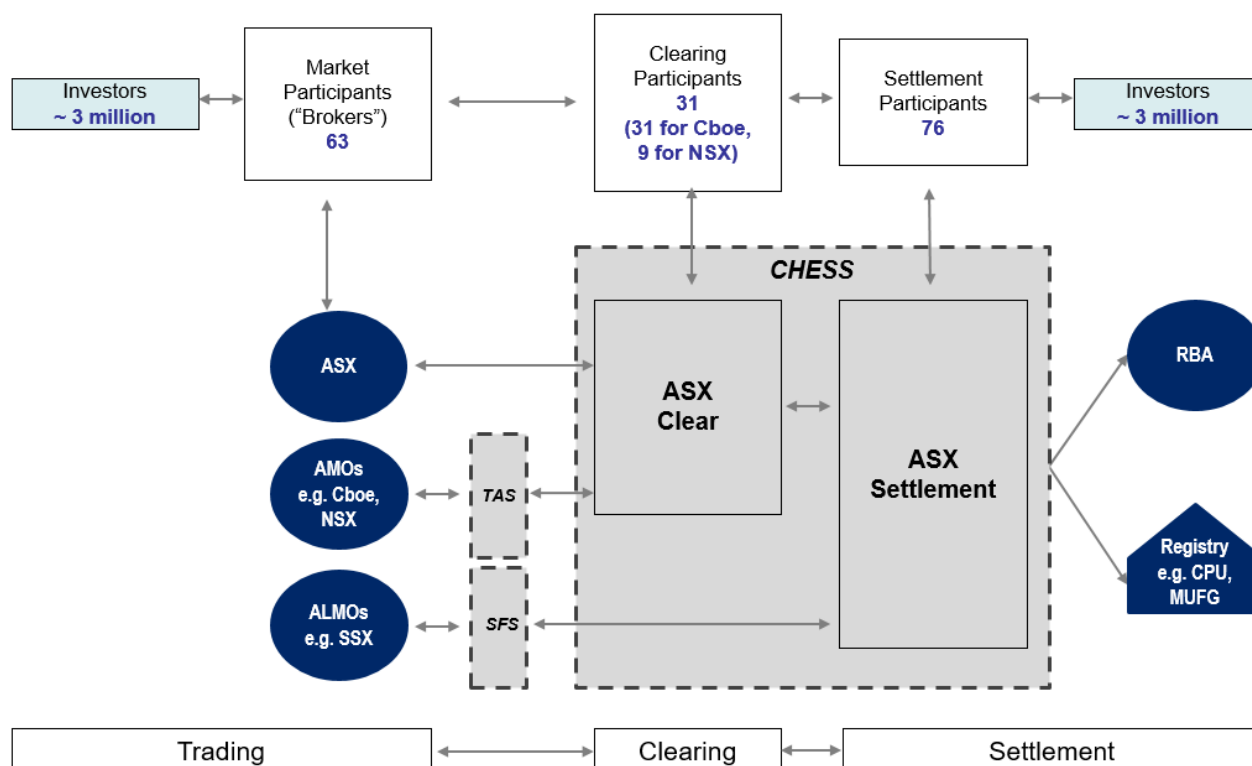 Investors
~ 3 million
Market
Participants
(“Brokers”)
63
Clearing
Participants
31
(31 for Cboe,
9 for NSX)
Settlement
Participants
76
Investors
~ 3 million
CHESS
ASX
ASX
Clear
ASX
Settlement
RBA
AMOs
e.g. Cboe,
NSX
TAS
ALMOs
e.g. SSX
SFS
Registry
e.g. CPU,
MUFG
Trading
Clearing
Settlement